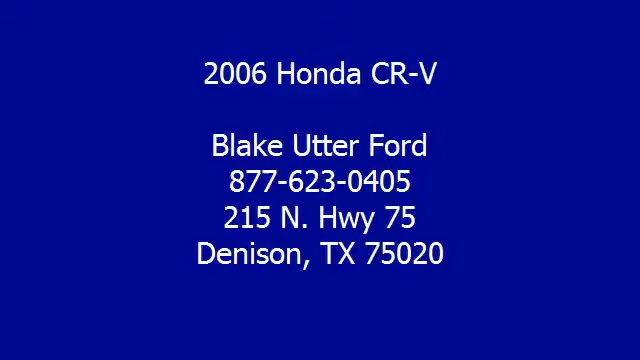 2006 Honda CR-V
Blake Utter Ford
877-623-0405
215 N. Hwy 75
Denison, TX 75020